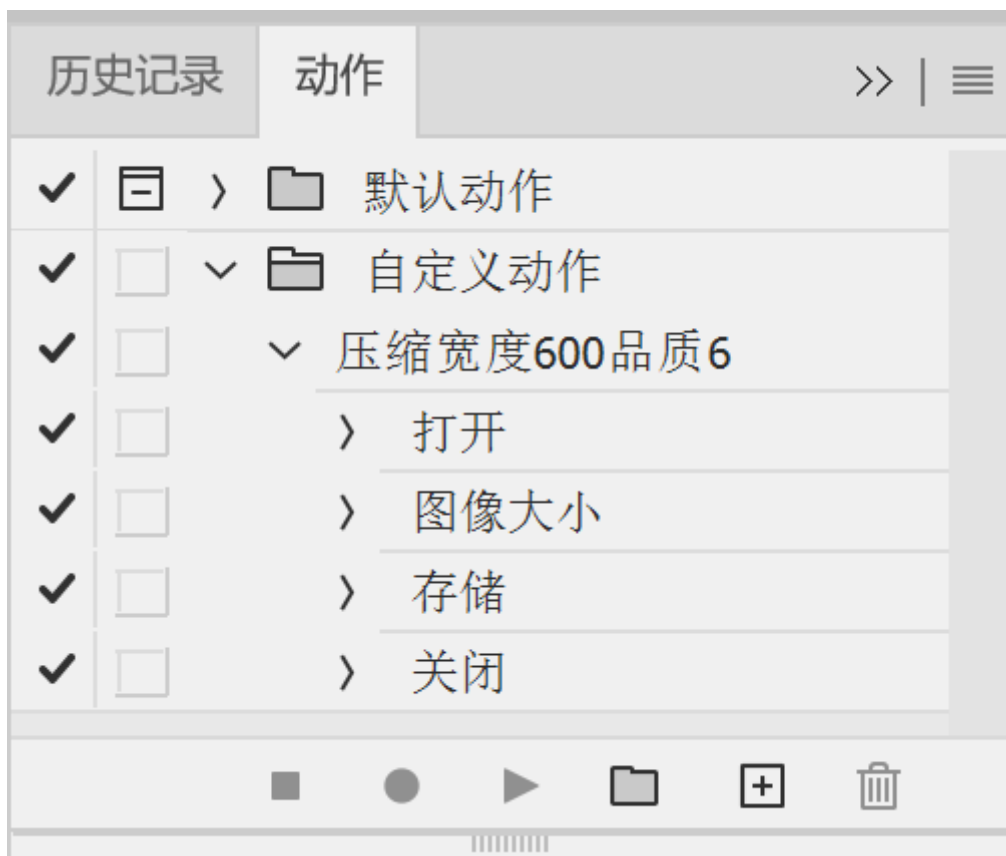 历史记录 动作
默认动作
自定义动作
压缩宽度600品质6
打开
图像大小
存储
关闭